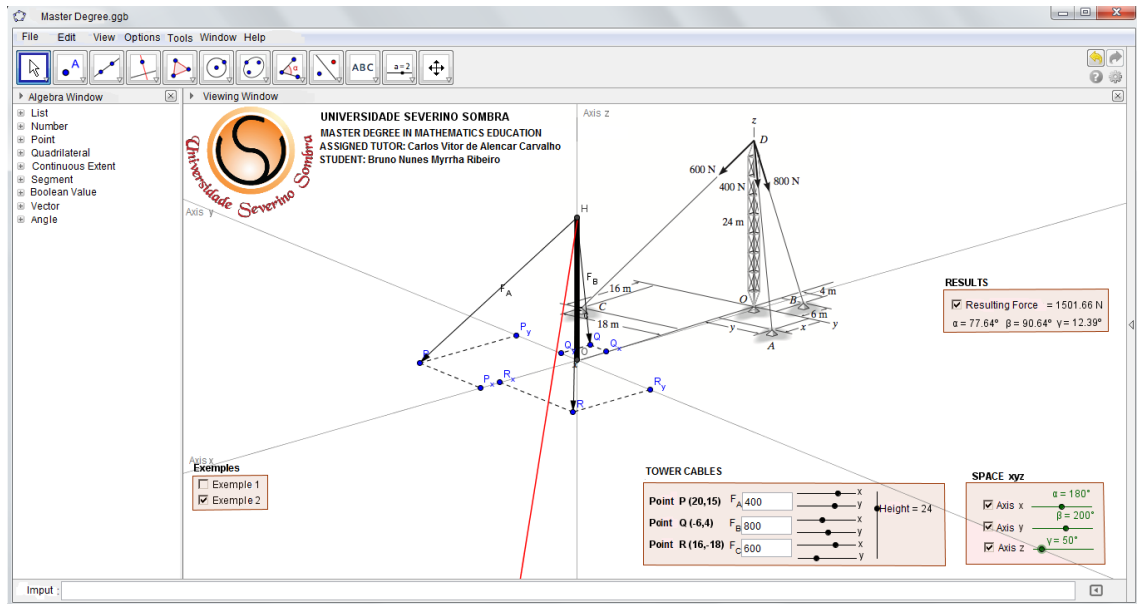 Master Degree.ggb
File Edit View Options Tools Window Help
A
α
ABC
a=2
Algebra Window
Viewing Window
List
Number
Point
Quadrilateral
Continuous Extent
Segment
Boolean Value
Vector
Angle
Universidade Severino Sombra
UNIVERSIDADE SEVERINO SOMBRA
MASTER DEGREE IN MATHEMATICS EDUCATION
ASSIGNED TUTOR: Carlos Vitor de Alencar Carvalho
STUDENT: Bruno Nunes Myrrha Ribeiro
Axis z
Axis y
Axis x
z
D
600 N
400 N
800 N
24 m
16 m
C
18 m
O
B
4 m
6 m
y
x
y
A
H
F_A
F_B
P_y
P
P_x
R_x
Q
Q_x
O
R
R_y
RESULTS
Resulting Force = 1501.66 N
α = 77.64° β = 90.64° γ = 12.39°
Exemples
Exemple 1
Exemple 2
TOWER CABLES
Point P (20,15) F_A 400 x
y
Point Q (-6,4) F_B 800 x
y
Point R (16,-18) F_C 600 x
y
Height = 24
SPACE xyz
Axis x α = 180°
Axis y β = 200°
Axis z γ = 50°
Imput :